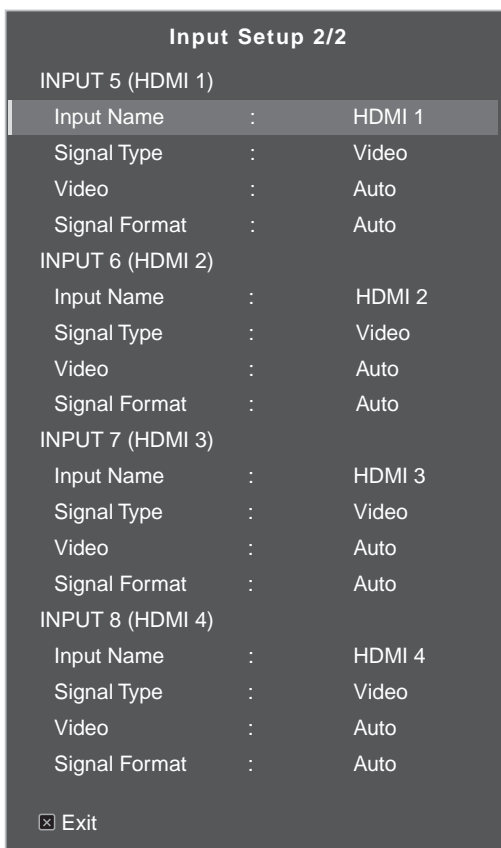 Input Setup 2/2
INPUT 5 (HDMI 1)
Input Name : HDMI 1
Signal Type : Video
Video : Auto
Signal Format : Auto
INPUT 6 (HDMI 2)
Input Name : HDMI 2
Signal Type : Video
Video : Auto
Signal Format : Auto
INPUT 7 (HDMI 3)
Input Name : HDMI 3
Signal Type : Video
Video : Auto
Signal Format : Auto
INPUT 8 (HDMI 4)
Input Name : HDMI 4
Signal Type : Video
Video : Auto
Signal Format : Auto
Exit